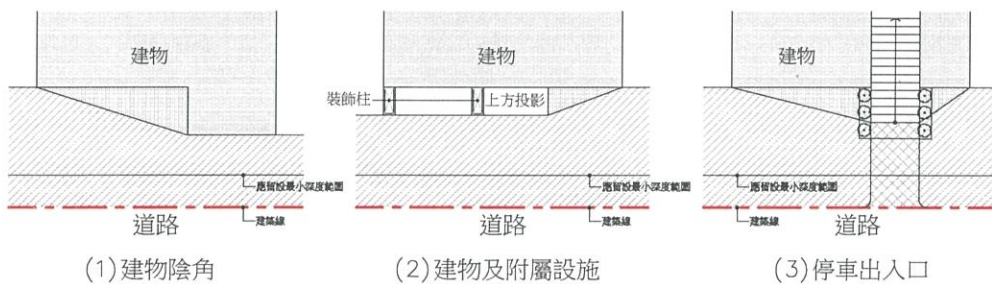 建物
應留設最小深度範圍
建築線
道路
(1)建物陰角
建物
裝飾柱
上方投影
應留設最小深度範圍
建築線
道路
(2)建物及附屬設施
建物
應留設最小深度範圍
建築線
道路
(3)停車出入口